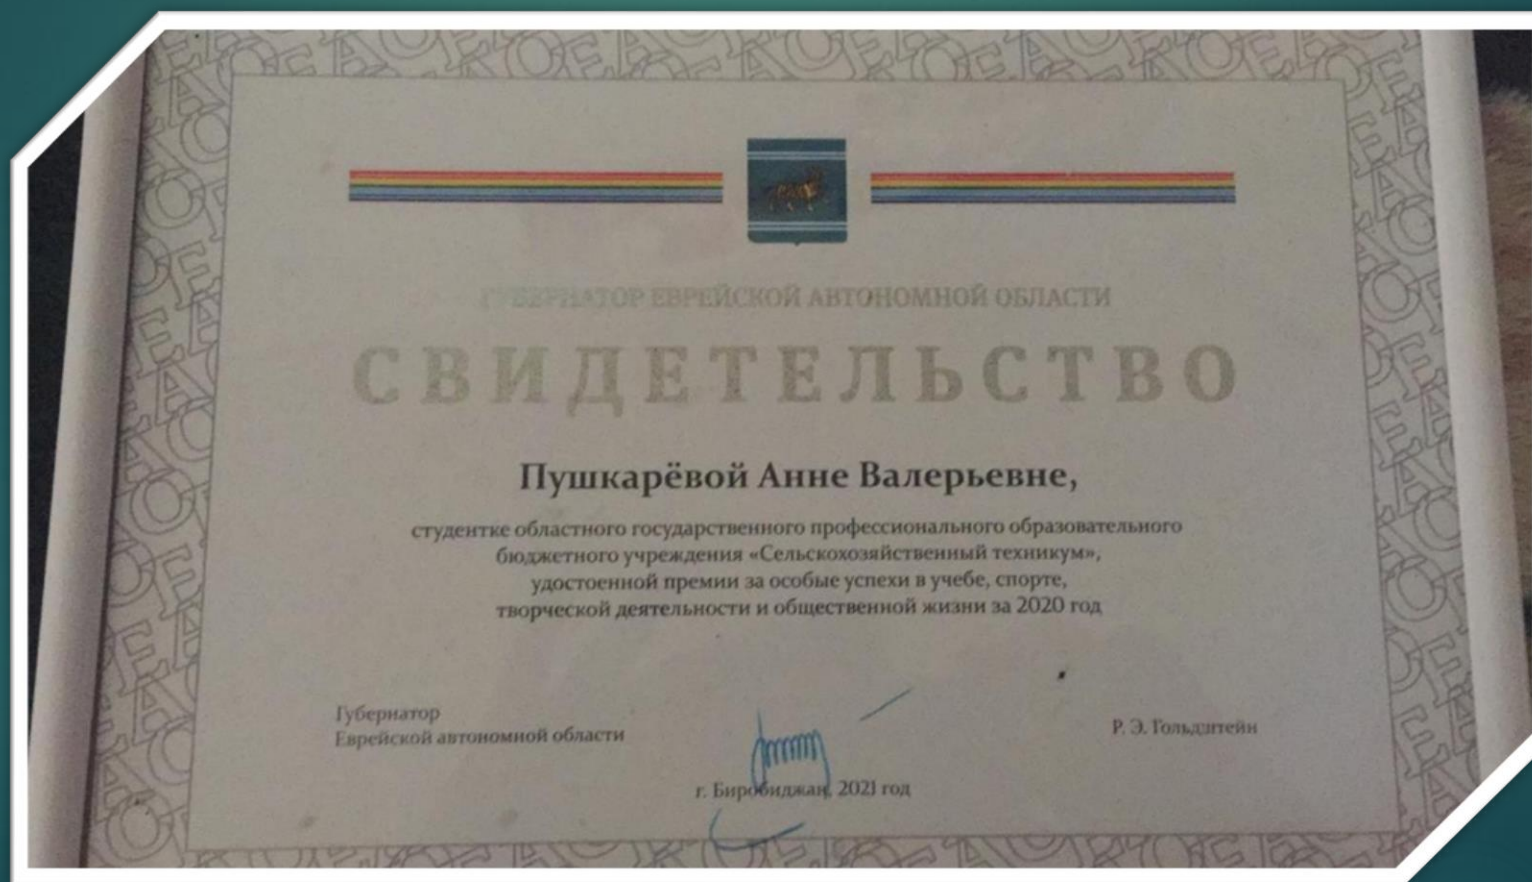 ГУБЕРНАТОР ЕВРЕЙСКОЙ АВТОНОМНОЙ ОБЛАСТИ
СВИДЕТЕЛЬСТВО
Пушкарёвой Анне Валерьевне,
студентке областного государственного профессионального образовательного
бюджетного учреждения «Сельскохозяйственный техникум»,
удостоенной премии за особые успехи в учебе, спорте,
творческой деятельности и общественной жизни за 2020 год
Губернатор
Еврейской автономной области
Р. Э. Гольдштейн
г. Биробиджан, 2021 год